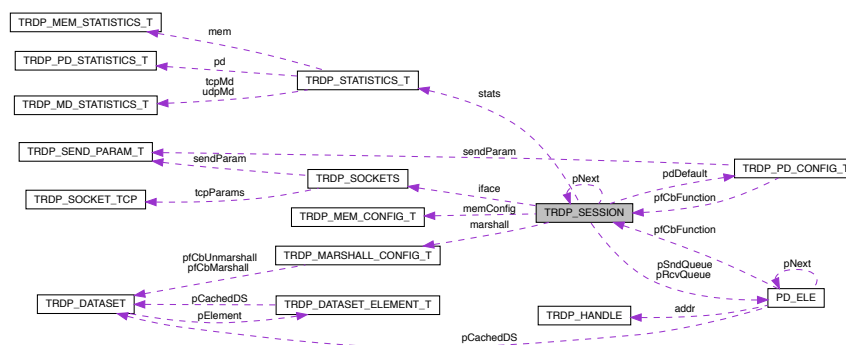 TRDP_MEM_STATISTICS_T
mem
TRDP_PD_STATISTICS_T
pd
tcpMd
udpMd
TRDP_STATISTICS_T
TRDP_MD_STATISTICS_T
stats
TRDP_SEND_PARAM_T
sendParam
sendParam
TRDP_PD_CONFIG_T
TRDP_SOCKETS
pNext
pdDefault
TRDP_SOCKET_TCP
tcpParams
iface
pfCbFunction
memConfig
TRDP_MEM_CONFIG_T
TRDP_SESSION
marshall
pfCbFunction
TRDP_MARSHALL_CONFIG_T
pfCbUnmarshall
pfCbMarshall
pSndQueue
pRcvQueue
pNext
TRDP_DATASET
pCachedDS
pElement
TRDP_DATASET_ELEMENT_T
PD_ELE
TRDP_HANDLE
addr
pCachedDS